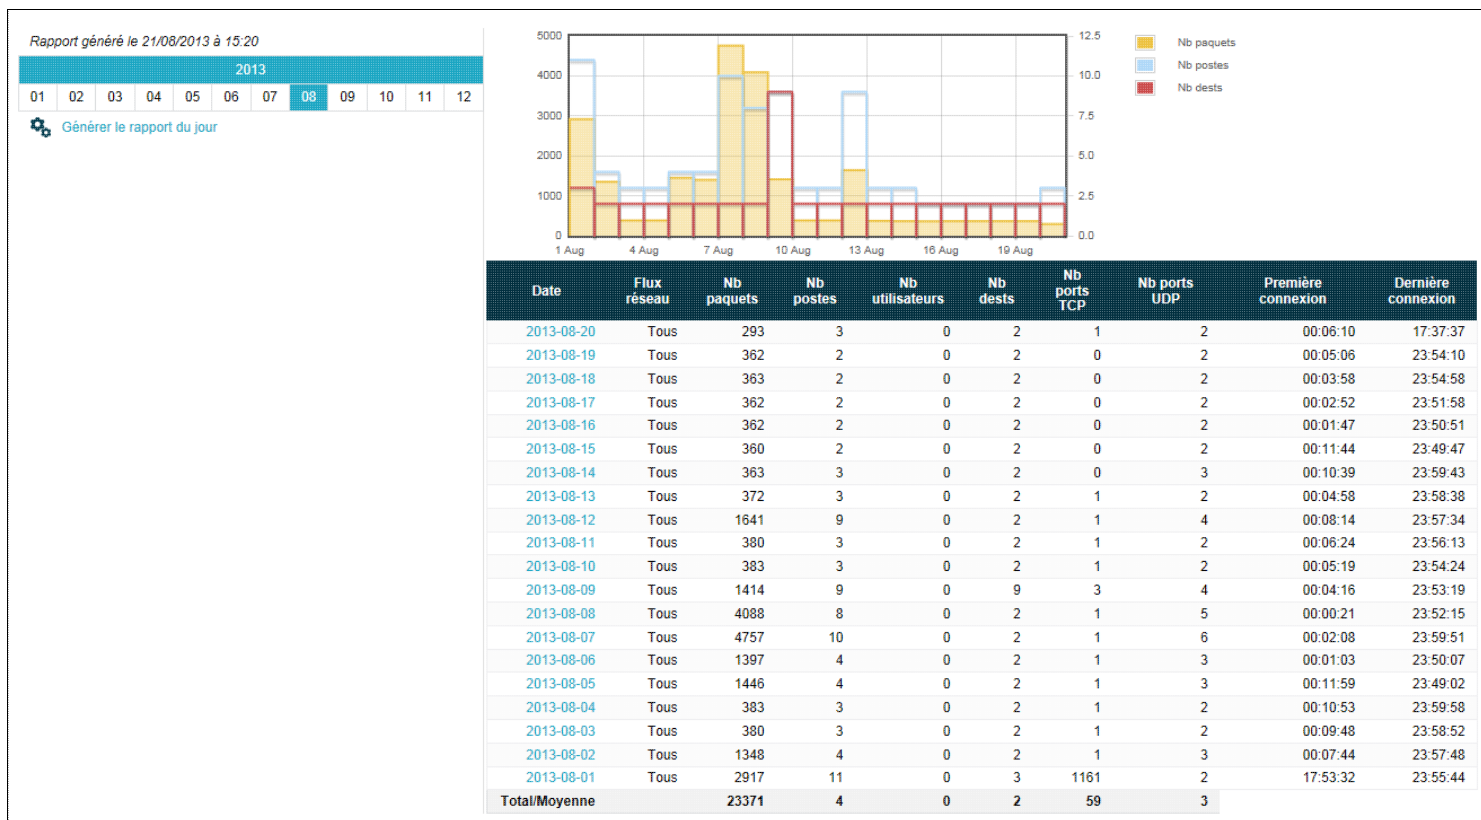 Rapport généré le 21/08/2013 à 15:20
2013
01 02 03 04 05 06 07 08 09 10 11 12
Générer le rapport du jour
5000 12.5
4000 10.0
3000 7.5
2000 5.0
1000 2.5
0 0.0
1 Aug 4 Aug 7 Aug 10 Aug 13 Aug 16 Aug 19 Aug
Nb paquets
Nb postes
Nb dests
Date Flux réseau Nb paquets Nb postes Nb utilisateurs Nb dests Nb ports TCP Nb ports UDP Première connexion Dernière connexion
2013-08-20 Tous 293 3 0 2 1 2 00:06:10 17:37:37
2013-08-19 Tous 362 2 0 2 0 2 00:05:06 23:54:10
2013-08-18 Tous 363 2 0 2 0 2 00:03:58 23:54:58
2013-08-17 Tous 362 2 0 2 0 2 00:02:52 23:51:58
2013-08-16 Tous 362 2 0 2 0 2 00:01:47 23:50:51
2013-08-15 Tous 360 2 0 2 0 2 00:11:44 23:49:47
2013-08-14 Tous 363 3 0 2 0 3 00:10:39 23:59:43
2013-08-13 Tous 372 3 0 2 1 2 00:04:58 23:58:38
2013-08-12 Tous 1641 9 0 2 1 4 00:08:14 23:57:34
2013-08-11 Tous 380 3 0 2 1 2 00:06:24 23:56:13
2013-08-10 Tous 383 3 0 2 1 2 00:05:19 23:54:24
2013-08-09 Tous 1414 9 0 9 3 4 00:04:16 23:53:19
2013-08-08 Tous 4088 8 0 2 1 5 00:00:21 23:52:15
2013-08-07 Tous 4757 10 0 2 1 6 00:02:08 23:59:51
2013-08-06 Tous 1397 4 0 2 1 3 00:01:03 23:50:07
2013-08-05 Tous 1446 4 0 2 1 3 00:11:59 23:49:02
2013-08-04 Tous 383 3 0 2 1 2 00:10:53 23:59:58
2013-08-03 Tous 380 3 0 2 1 2 00:09:48 23:58:52
2013-08-02 Tous 1348 4 0 2 1 3 00:07:44 23:57:48
2013-08-01 Tous 2917 11 0 3 1161 2 17:53:32 23:55:44
Total/Moyenne 23371 4 0 2 59 3